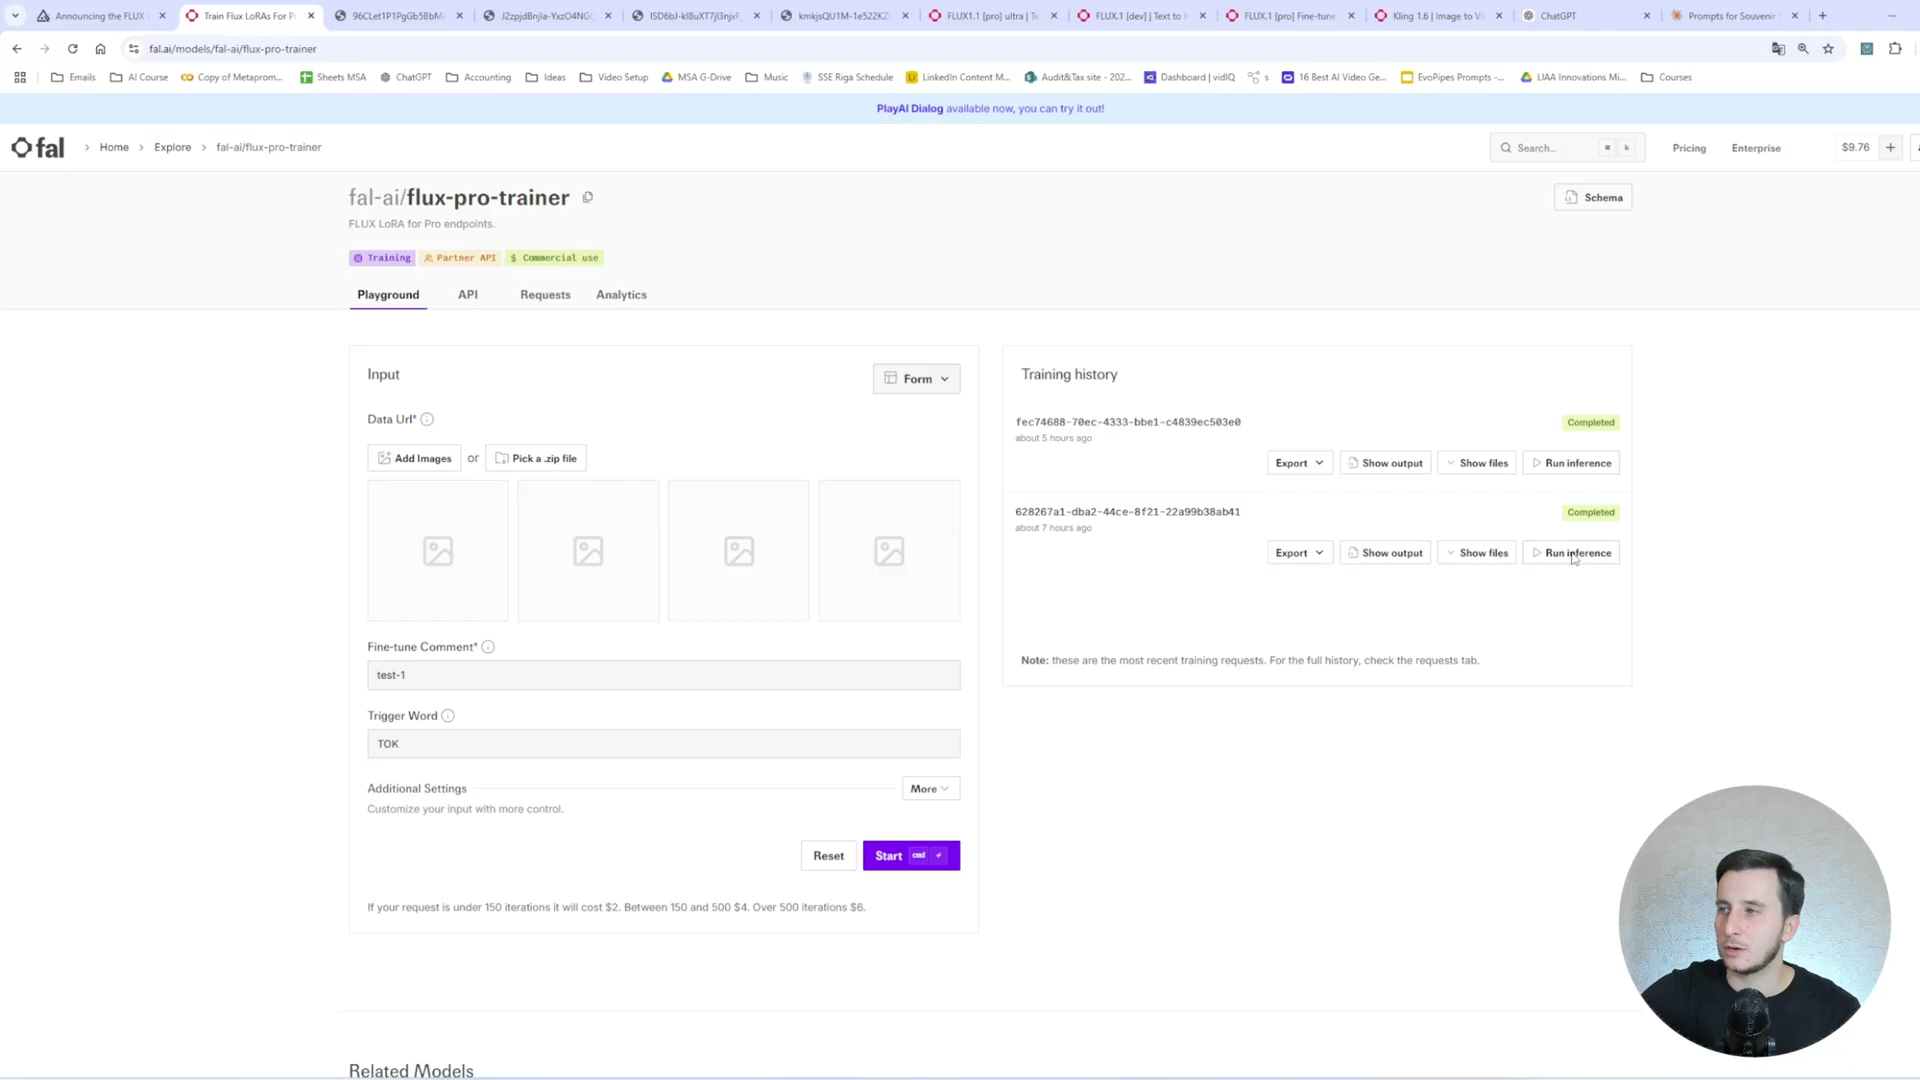 Announcing the FLUX
Train Flux LoRAs For P
96CLet1P1PgGb5BbM
J2zpjdBnjIa-YxzO4NG
ISD6bJ-kI8uXT7jI3njxF
kmkjsQU1M-1e522KZ
FLUX1.1 [pro] ultra | Te
FLUX.1 [dev] | Text to I
FLUX.1 [pro] Fine-tune
Kling 1.6 | Image to Vi
ChatGPT
Prompts for Souvenir
fal.ai/models/fal-ai/flux-pro-trainer
Emails
AI Course
Copy of Metaprom...
Sheets MSA
ChatGPT
Accounting
Ideas
Video Setup
MSA G-Drive
Music
SSE Riga Schedule
LinkedIn Content M...
Audit&Tax site - 202...
Dashboard | vidIQ
s
16 Best AI Video Ge...
EvoPipes Prompts -...
LIAA Innovations Mi...
Courses
PlayAI Dialog available now, you can try it out!
fal
Home
Explore
fal-ai/flux-pro-trainer
Search...
k
Pricing
Enterprise
$9.76
fal-ai/flux-pro-trainer
Schema
FLUX LoRA for Pro endpoints.
Training
Partner API
$ Commercial use
Playground
API
Requests
Analytics
Input
Form
Data Url*
Add Images
or
Pick a .zip file
Fine-tune Comment*
test-1
Trigger Word
TOK
Additional Settings
More
Customize your input with more control.
Reset
Start cmd
If your request is under 150 iterations it will cost $2. Between 150 and 500 $4. Over 500 iterations $6.
Training history
fec74688-70ec-4333-bbe1-c4839ec503e0
Completed
about 5 hours ago
Export
Show output
Show files
Run inference
628267a1-dba2-44ce-8f21-22a99b38ab41
Completed
about 7 hours ago
Export
Show output
Show files
Run inference
Note: these are the most recent training requests. For the full history, check the requests tab.
Related Models